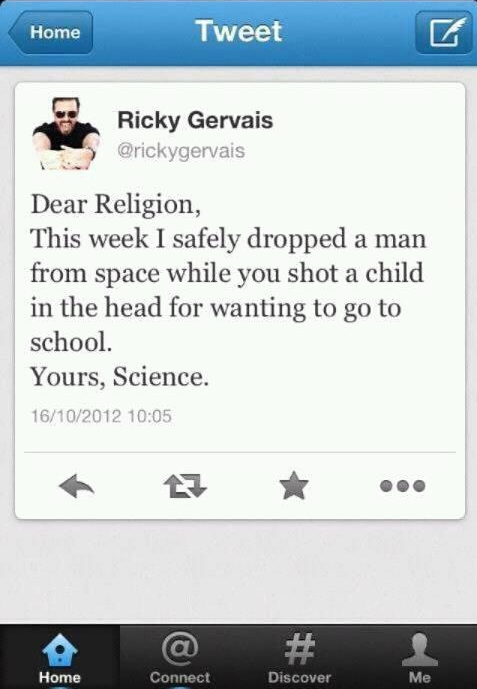 Home
Tweet
Ricky Gervais
@rickygervais
Dear Religion,
This week I safely dropped a man
from space while you shot a child
in the head for wanting to go to
school.
Yours, Science.
16/10/2012 10:05
Home
Connect
Discover
Me